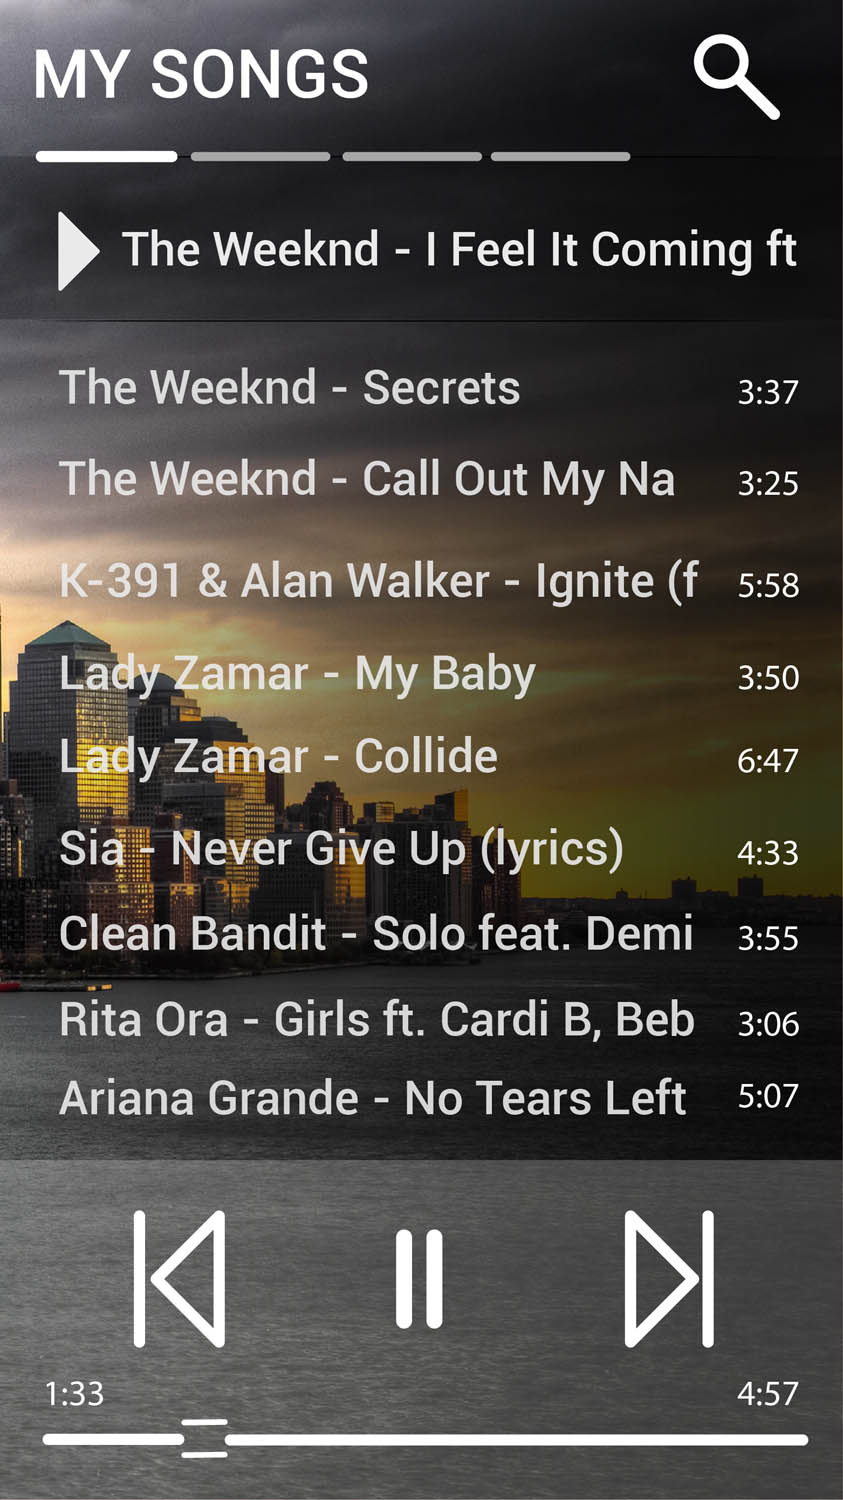 MY SONGS
The Weeknd - I Feel It Coming ft
The Weeknd - Secrets 3:37
The Weeknd - Call Out My Na 3:25
K-391 & Alan Walker - Ignite (f 5:58
Lady Zamar - My Baby 3:50
Lady Zamar - Collide 6:47
Sia - Never Give Up (lyrics) 4:33
Clean Bandit - Solo feat. Demi 3:55
Rita Ora - Girls ft. Cardi B, Beb 3:06
Ariana Grande - No Tears Left 5:07
1:33 4:57